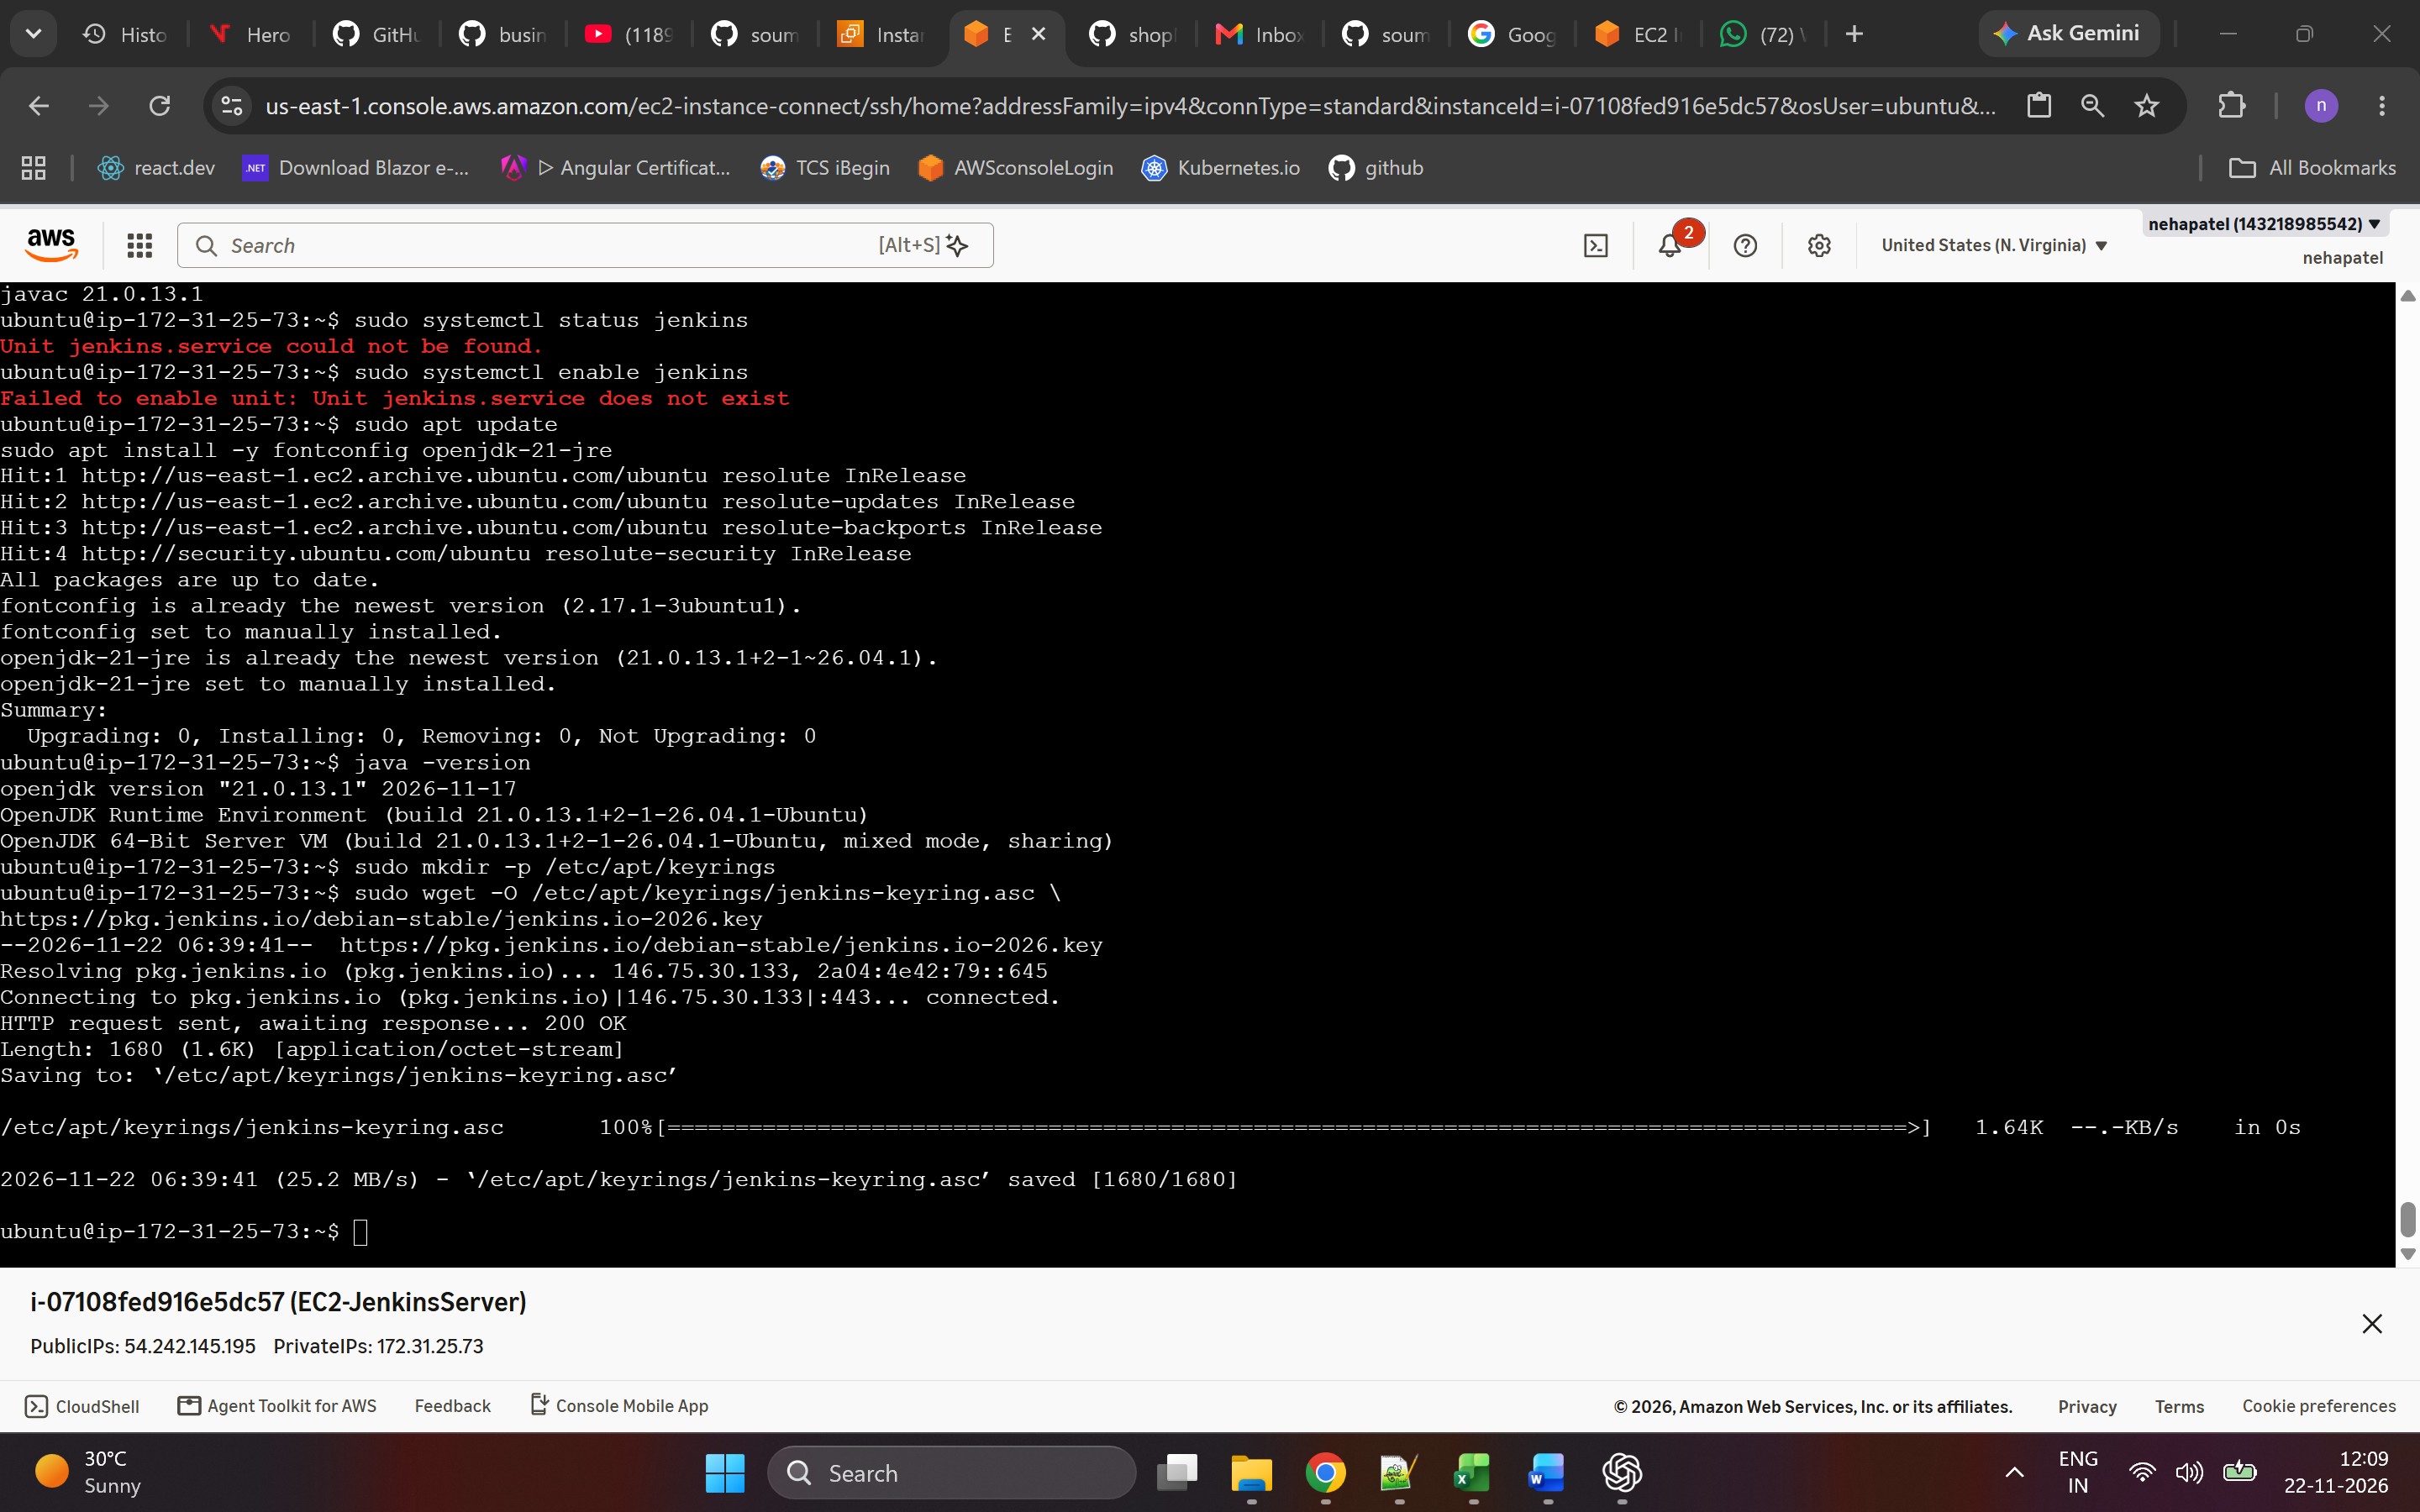 Histo
Hero
GitHu
busin
(1189
soum
Instar
E
shop
Inbox
soum
Goog
EC2 I
(72) W
Ask Gemini
us-east-1.console.aws.amazon.com/ec2-instance-connect/ssh/home?addressFamily=ipv4&connType=standard&instanceId=i-07108fed916e5dc57&osUser=ubuntu&...
n
react.dev
.NET
Download Blazor e-...
▷ Angular Certificat...
TCS iBegin
AWSconsoleLogin
Kubernetes.io
github
All Bookmarks
aws
Search
[Alt+S]
2
United States (N. Virginia) ▼
nehapatel (143218985542) ▼
nehapatel
javac 21.0.13.1
ubuntu@ip-172-31-25-73:~$ sudo systemctl status jenkins
Unit jenkins.service could not be found.
ubuntu@ip-172-31-25-73:~$ sudo systemctl enable jenkins
Failed to enable unit: Unit jenkins.service does not exist
ubuntu@ip-172-31-25-73:~$ sudo apt update
sudo apt install -y fontconfig openjdk-21-jre
Hit:1 http://us-east-1.ec2.archive.ubuntu.com/ubuntu resolute InRelease
Hit:2 http://us-east-1.ec2.archive.ubuntu.com/ubuntu resolute-updates InRelease
Hit:3 http://us-east-1.ec2.archive.ubuntu.com/ubuntu resolute-backports InRelease
Hit:4 http://security.ubuntu.com/ubuntu resolute-security InRelease
All packages are up to date.
fontconfig is already the newest version (2.17.1-3ubuntu1).
fontconfig set to manually installed.
openjdk-21-jre is already the newest version (21.0.13.1+2-1~26.04.1).
openjdk-21-jre set to manually installed.
Summary:
  Upgrading: 0, Installing: 0, Removing: 0, Not Upgrading: 0
ubuntu@ip-172-31-25-73:~$ java -version
openjdk version "21.0.13.1" 2026-11-17
OpenJDK Runtime Environment (build 21.0.13.1+2-1-26.04.1-Ubuntu)
OpenJDK 64-Bit Server VM (build 21.0.13.1+2-1-26.04.1-Ubuntu, mixed mode, sharing)
ubuntu@ip-172-31-25-73:~$ sudo mkdir -p /etc/apt/keyrings
ubuntu@ip-172-31-25-73:~$ sudo wget -O /etc/apt/keyrings/jenkins-keyring.asc \
https://pkg.jenkins.io/debian-stable/jenkins.io-2026.key
--2026-11-22 06:39:41--  https://pkg.jenkins.io/debian-stable/jenkins.io-2026.key
Resolving pkg.jenkins.io (pkg.jenkins.io)... 146.75.30.133, 2a04:4e42:79::645
Connecting to pkg.jenkins.io (pkg.jenkins.io)|146.75.30.133|:443... connected.
HTTP request sent, awaiting response... 200 OK
Length: 1680 (1.6K) [application/octet-stream]
Saving to: ‘/etc/apt/keyrings/jenkins-keyring.asc’
/etc/apt/keyrings/jenkins-keyring.asc 100%[===========================================================================================>] 1.64K --.-KB/s in 0s
2026-11-22 06:39:41 (25.2 MB/s) - ‘/etc/apt/keyrings/jenkins-keyring.asc’ saved [1680/1680]
ubuntu@ip-172-31-25-73:~$
i-07108fed916e5dc57 (EC2-JenkinsServer)
PublicIPs: 54.242.145.195 PrivateIPs: 172.31.25.73
CloudShell
Agent Toolkit for AWS
Feedback
Console Mobile App
© 2026, Amazon Web Services, Inc. or its affiliates.
Privacy
Terms
Cookie preferences
30°C
Sunny
Search
ENG
IN
12:09
22-11-2026